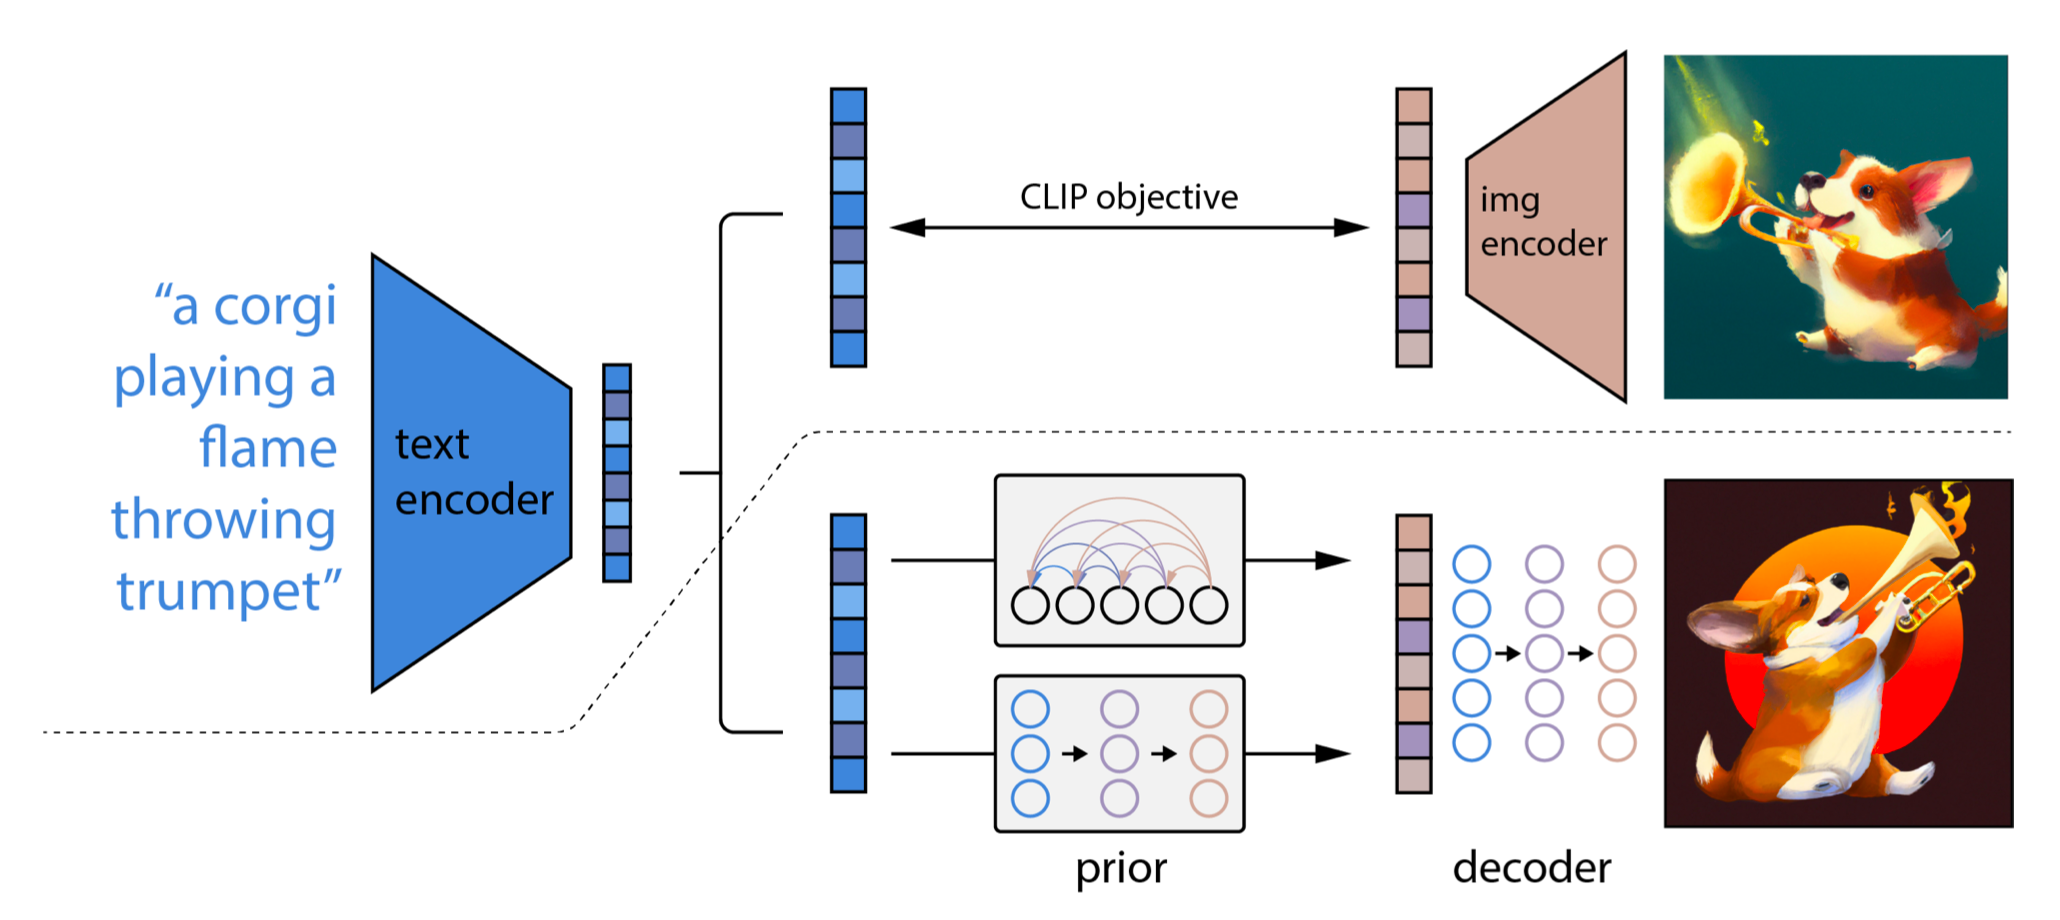 “a corgi
playing a
flame
throwing
trumpet”
text
encoder
CLIP objective
img
encoder
prior
decoder